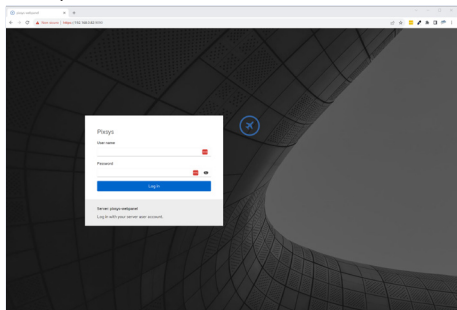 pixsys-webpanel
Not secure | https://192.168.0.60:9090
Pixsys
User name
Password
Log in
Server: pixsys-webpanel
Log in with your server user account.